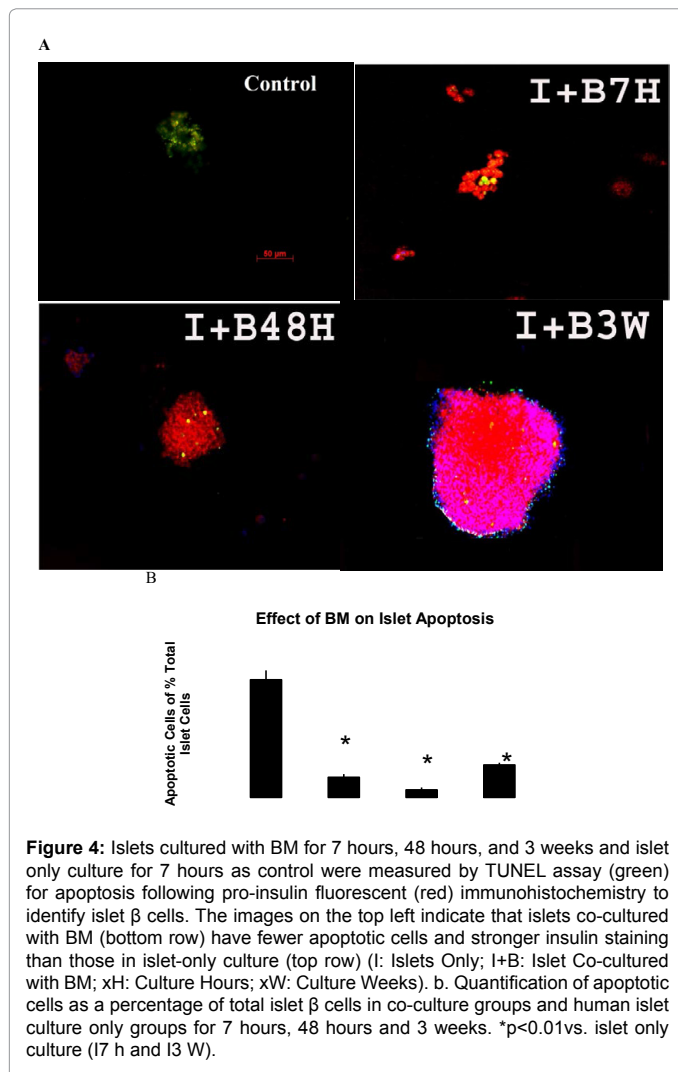 A
Control
I+B7H
50 µm
I+B48H
I+B3W
B
Effect of BM on Islet Apoptosis
Apoptotic Cells of % Total
Islet Cells
*
*
*
Figure 4: Islets cultured with BM for 7 hours, 48 hours, and 3 weeks and islet
only culture for 7 hours as control were measured by TUNEL assay (green)
for apoptosis following pro-insulin fluorescent (red) immunohistochemistry to
identify islet β cells. The images on the top left indicate that islets co-cultured
with BM (bottom row) have fewer apoptotic cells and stronger insulin staining
than those in islet-only culture (top row) (I: Islets Only; I+B: Islet Co-cultured
with BM; xH: Culture Hours; xW: Culture Weeks). b. Quantification of apoptotic
cells as a percentage of total islet β cells in co-culture groups and human islet
culture only groups for 7 hours, 48 hours and 3 weeks. *p<0.01vs. islet only
culture (I7 h and I3 W).